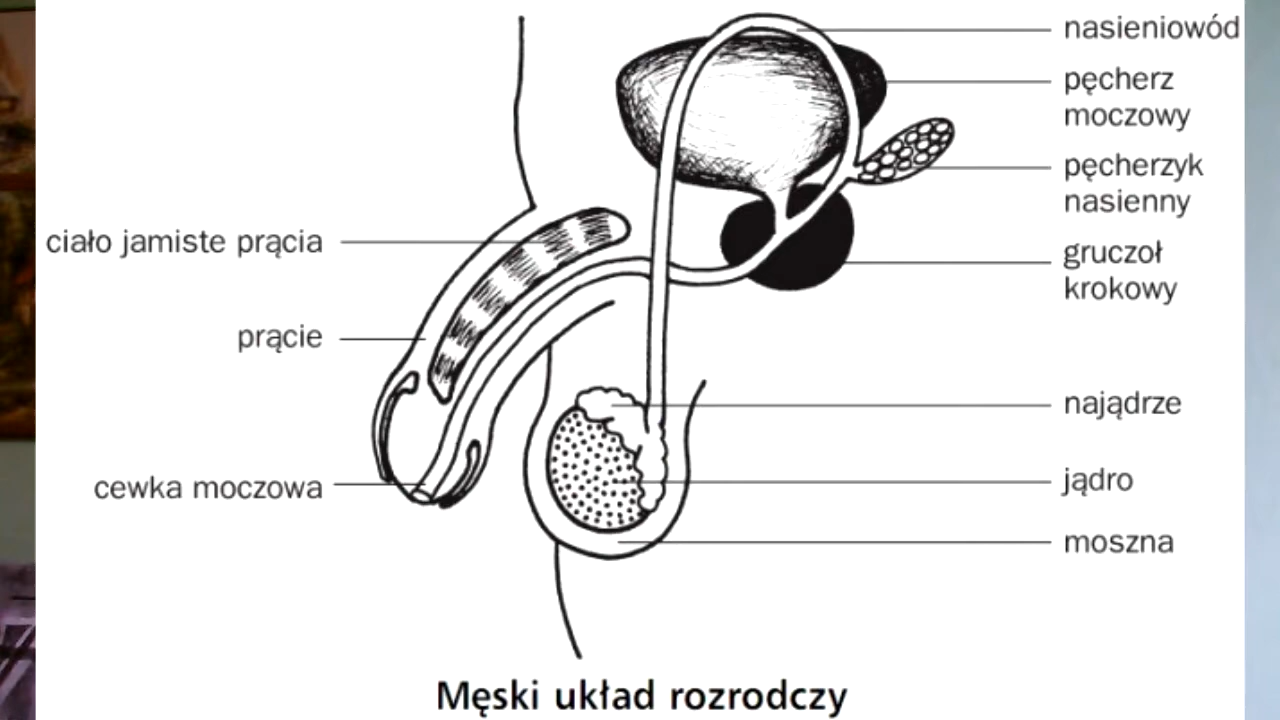 nasieniowód
pęcherz
moczowy
pęcherzyk
nasienny
ciało jamiste prącia
gruczoł
krokowy
prącie
najądrze
jądro
cewka moczowa
moszna
Męski układ rozrodczy